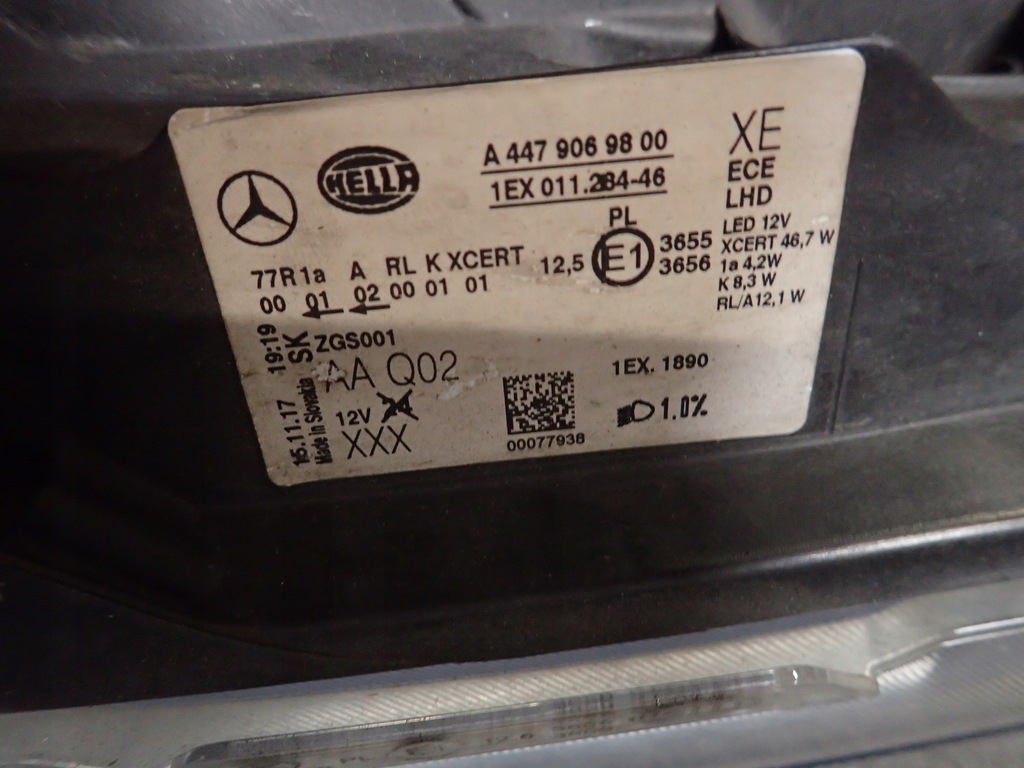 HELLA
A 447 906 98 00
1EX 011.284-46
XE
ECE
LHD
LED 12V
XCERT 46,7 W
1a 4,2W
K 8,3 W
RL/A12,1 W
77R1a A RL K XCERT 12,5
00 01 02 00 01 01
PL
E1
3655
3656
ZGS001
AA Q02
12V
XXX
15.11.17 19:19
Made in Slovakia SK
00077938
1EX. 1890
1.0%